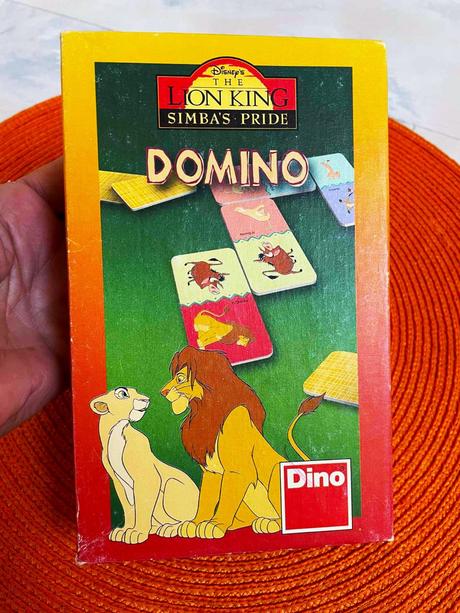 Disney's
THE
LION KING
SIMBA'S · PRIDE
DOMINO
Dino